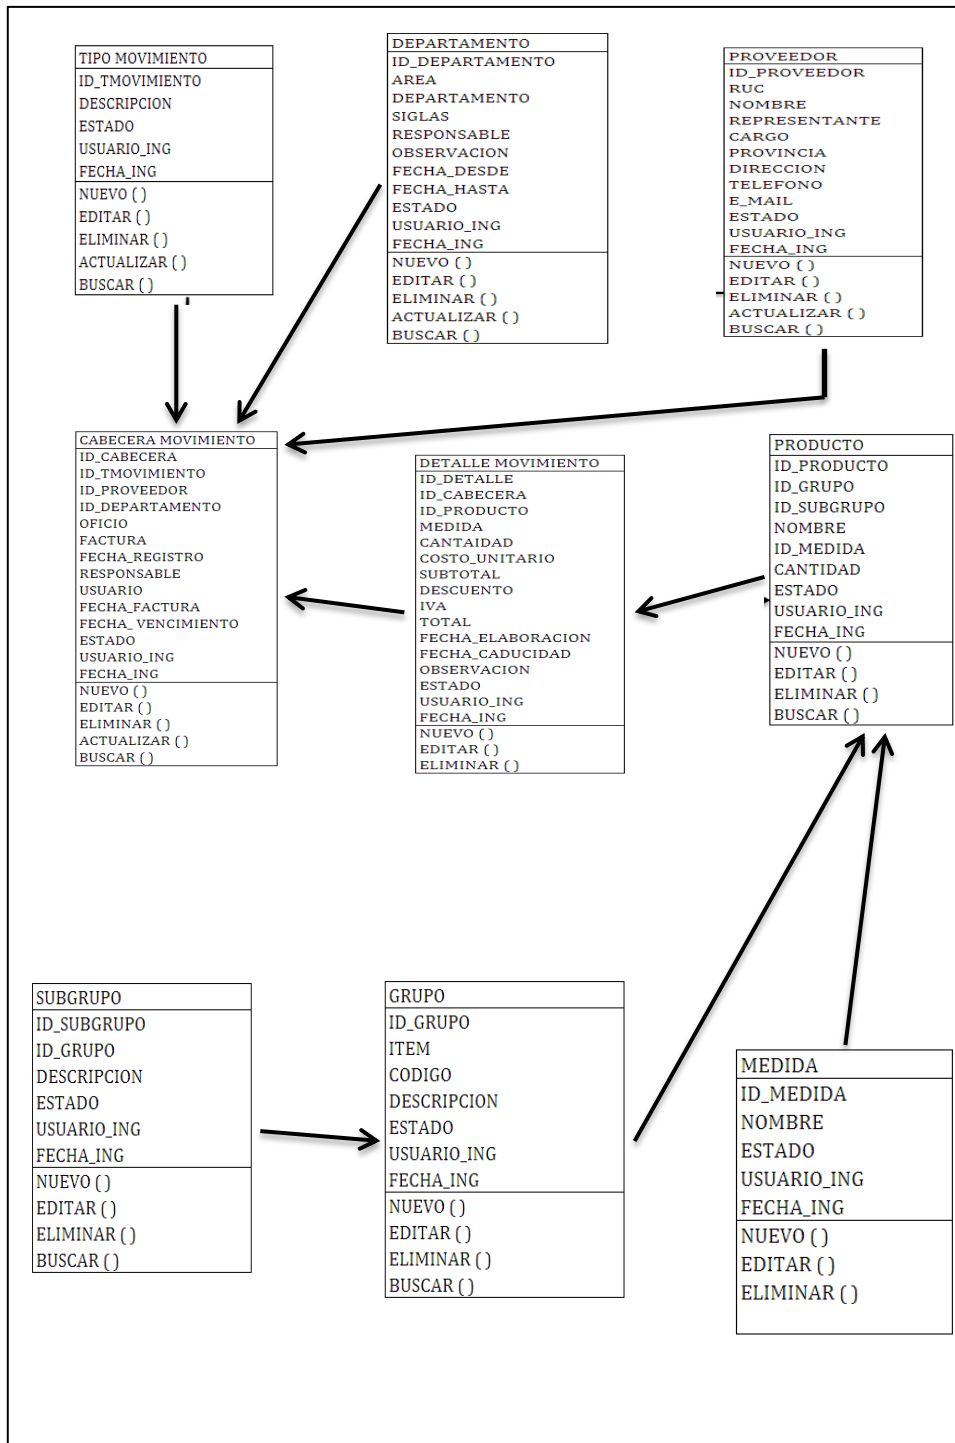 TIPO MOVIMIENTO
ID_TMOVIMIENTO
DESCRIPCION
ESTADO
USUARIO_ING
FECHA_ING
NUEVO ( )
EDITAR ( )
ELIMINAR ( )
ACTUALIZAR ( )
BUSCAR ( )
DEPARTAMENTO
ID_DEPARTAMENTO
AREA
DEPARTAMENTO
SIGLAS
RESPONSABLE
OBSERVACION
FECHA_DESDE
FECHA_HASTA
ESTADO
USUARIO_ING
FECHA_ING
NUEVO ( )
EDITAR ( )
ELIMINAR ( )
ACTUALIZAR ( )
BUSCAR ( )
PROVEEDOR
ID_PROVEEDOR
RUC
NOMBRE
REPRESENTANTE
CARGO
PROVINCIA
DIRECCION
TELEFONO
E_MAIL
ESTADO
USUARIO_ING
FECHA_ING
NUEVO ( )
EDITAR ( )
ELIMINAR ( )
ACTUALIZAR ( )
BUSCAR ( )
CABECERA MOVIMIENTO
ID_CABECERA
ID_TMOVIMIENTO
ID_PROVEEDOR
ID_DEPARTAMENTO
OFICIO
FACTURA
FECHA_REGISTRO
RESPONSABLE
USUARIO
FECHA_FACTURA
FECHA_ VENCIMIENTO
ESTADO
USUARIO_ING
FECHA_ING
NUEVO ( )
EDITAR ( )
ELIMINAR ( )
ACTUALIZAR ( )
BUSCAR ( )
DETALLE MOVIMIENTO
ID_DETALLE
ID_CABECERA
ID_PRODUCTO
MEDIDA
CANTAIDAD
COSTO_UNITARIO
SUBTOTAL
DESCUENTO
IVA
TOTAL
FECHA_ELABORACION
FECHA_CADUCIDAD
OBSERVACION
ESTADO
USUARIO_ING
FECHA_ING
NUEVO ( )
EDITAR ( )
ELIMINAR ( )
PRODUCTO
ID_PRODUCTO
ID_GRUPO
ID_SUBGRUPO
NOMBRE
ID_MEDIDA
CANTIDAD
ESTADO
USUARIO_ING
FECHA_ING
NUEVO ( )
EDITAR ( )
ELIMINAR ( )
BUSCAR ( )
SUBGRUPO
ID_SUBGRUPO
ID_GRUPO
DESCRIPCION
ESTADO
USUARIO_ING
FECHA_ING
NUEVO ( )
EDITAR ( )
ELIMINAR ( )
BUSCAR ( )
GRUPO
ID_GRUPO
ITEM
CODIGO
DESCRIPCION
ESTADO
USUARIO_ING
FECHA_ING
NUEVO ( )
EDITAR ( )
ELIMINAR ( )
BUSCAR ( )
MEDIDA
ID_MEDIDA
NOMBRE
ESTADO
USUARIO_ING
FECHA_ING
NUEVO ( )
EDITAR ( )
ELIMINAR ( )